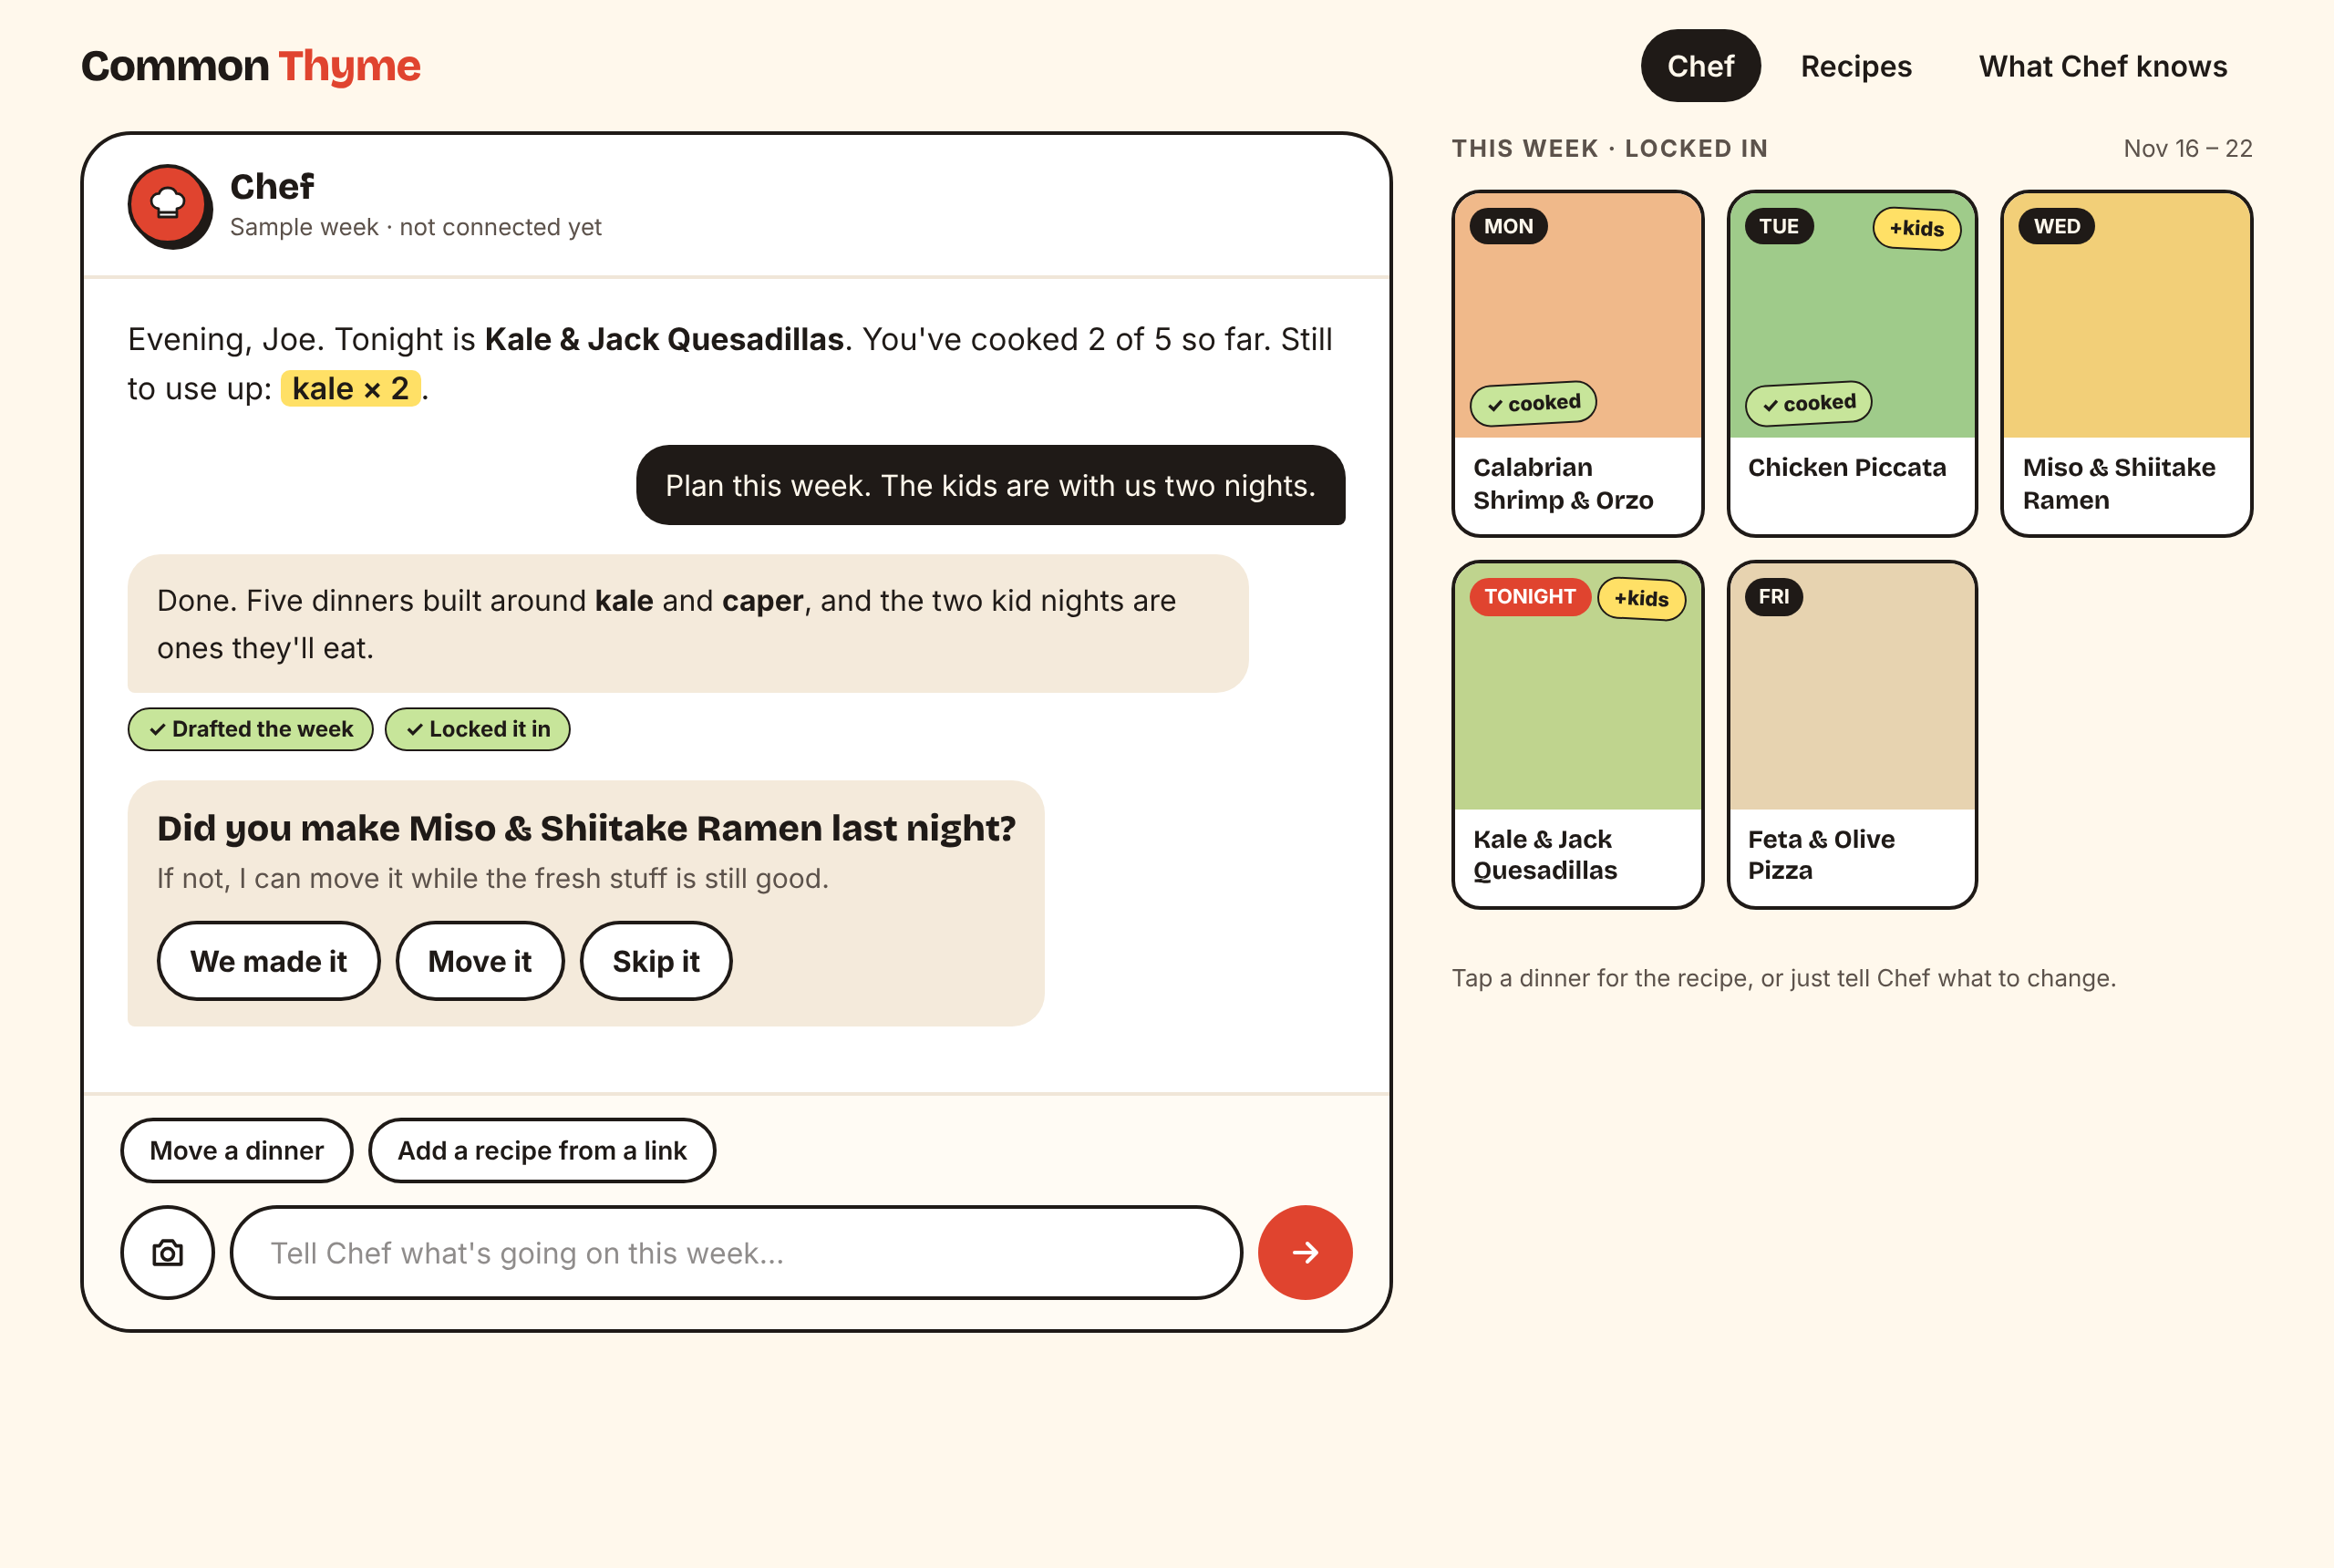 Common Thyme
Chef
Recipes
What Chef knows
Chef
Sample week · not connected yet
Evening, Joe. Tonight is Kale & Jack Quesadillas. You've cooked 2 of 5 so far. Still
to use up: kale × 2.
Plan this week. The kids are with us two nights.
Done. Five dinners built around kale and caper, and the two kid nights are
ones they'll eat.
✓ Drafted the week
✓ Locked it in
Did you make Miso & Shiitake Ramen last night?
If not, I can move it while the fresh stuff is still good.
We made it
Move it
Skip it
Move a dinner
Add a recipe from a link
Tell Chef what's going on this week...
THIS WEEK · LOCKED IN
Nov 16 – 22
MON
✓ cooked
Calabrian
Shrimp & Orzo
TUE
+kids
✓ cooked
Chicken Piccata
WED
Miso & Shiitake
Ramen
TONIGHT
+kids
Kale & Jack
Quesadillas
FRI
Feta & Olive
Pizza
Tap a dinner for the recipe, or just tell Chef what to change.